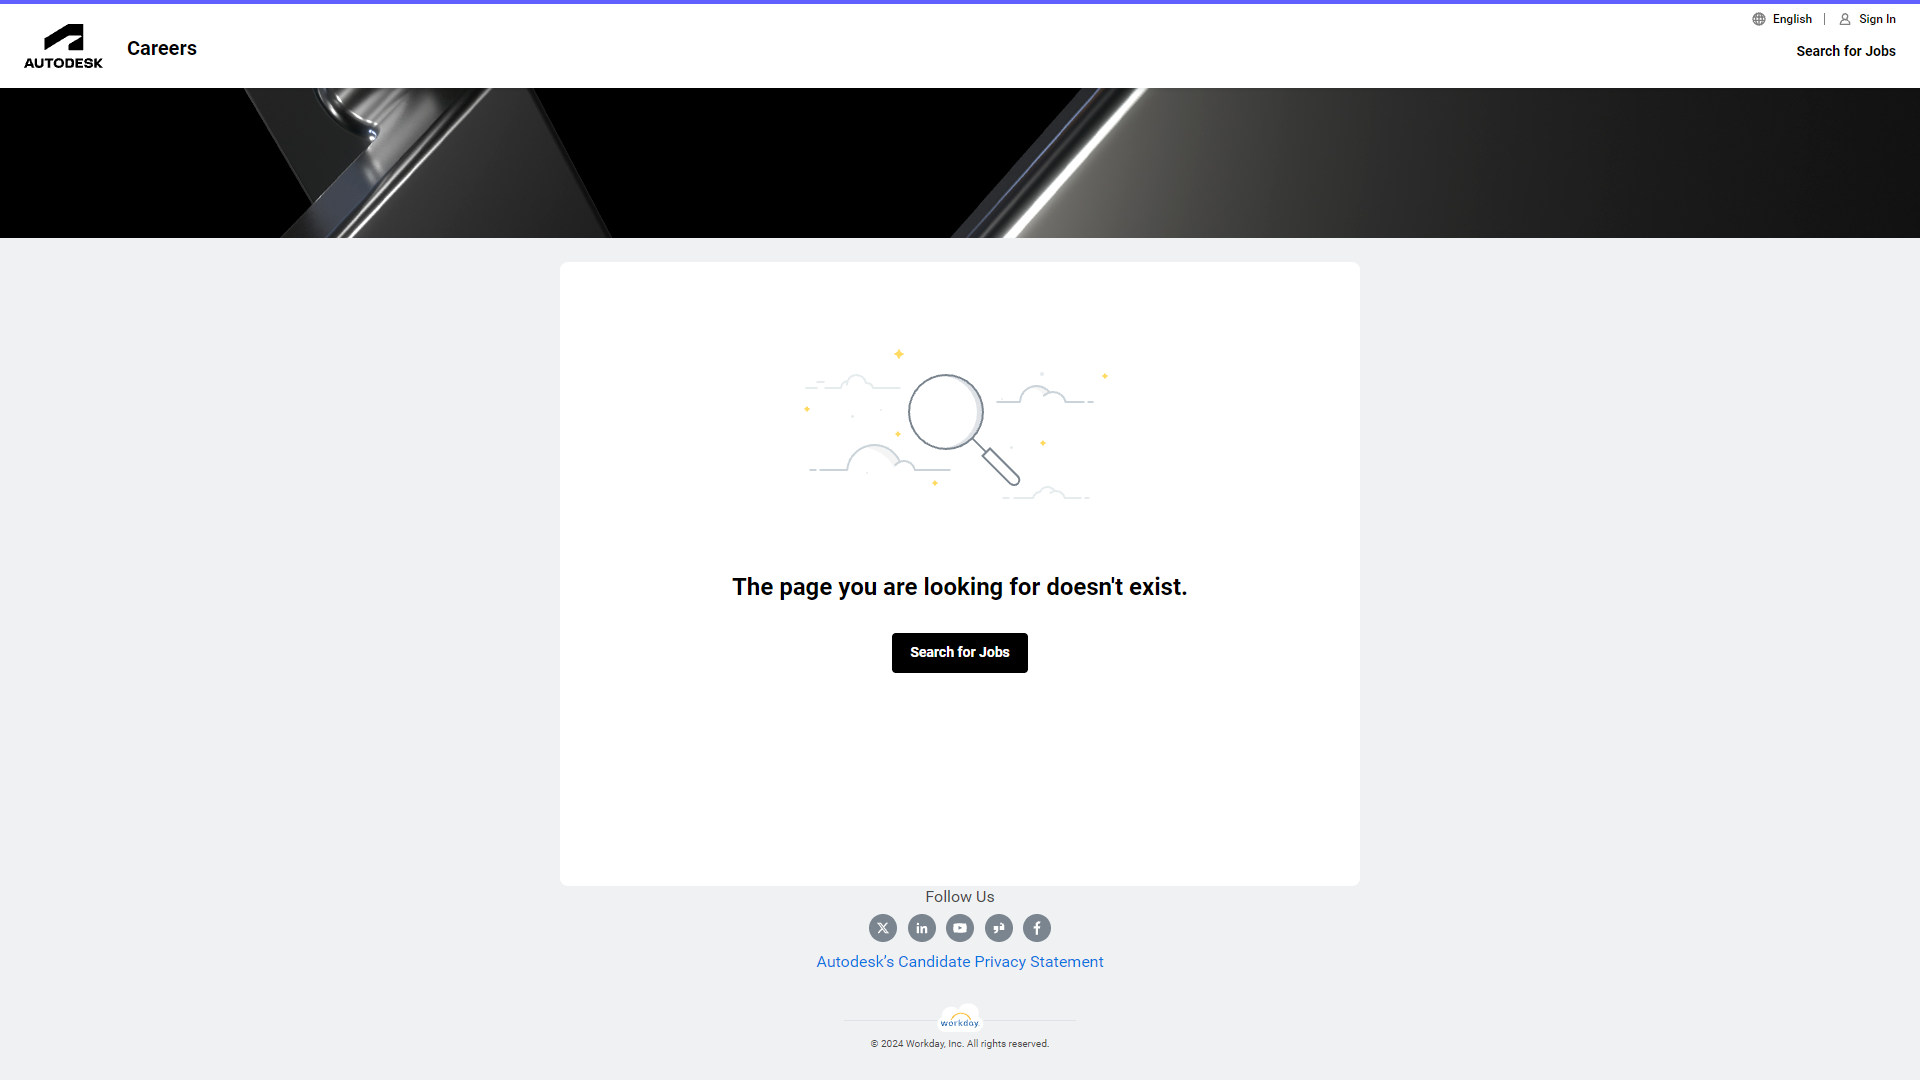 English
Sign In
AUTODESK
Careers
Search for Jobs
The page you are looking for doesn't exist.
Search for Jobs
Follow Us
Autodesk’s Candidate Privacy Statement
workday.
© 2024 Workday, Inc. All rights reserved.